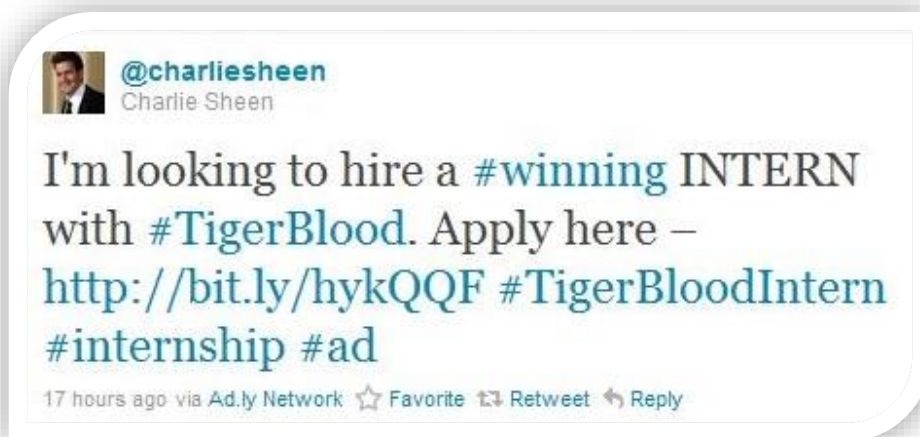 @charliesheen
Charlie Sheen
I'm looking to hire a #winning INTERN
with #TigerBlood. Apply here –
http://bit.ly/hykQQF #TigerBloodIntern
#internship #ad
17 hours ago via Ad.ly Network Favorite Retweet Reply